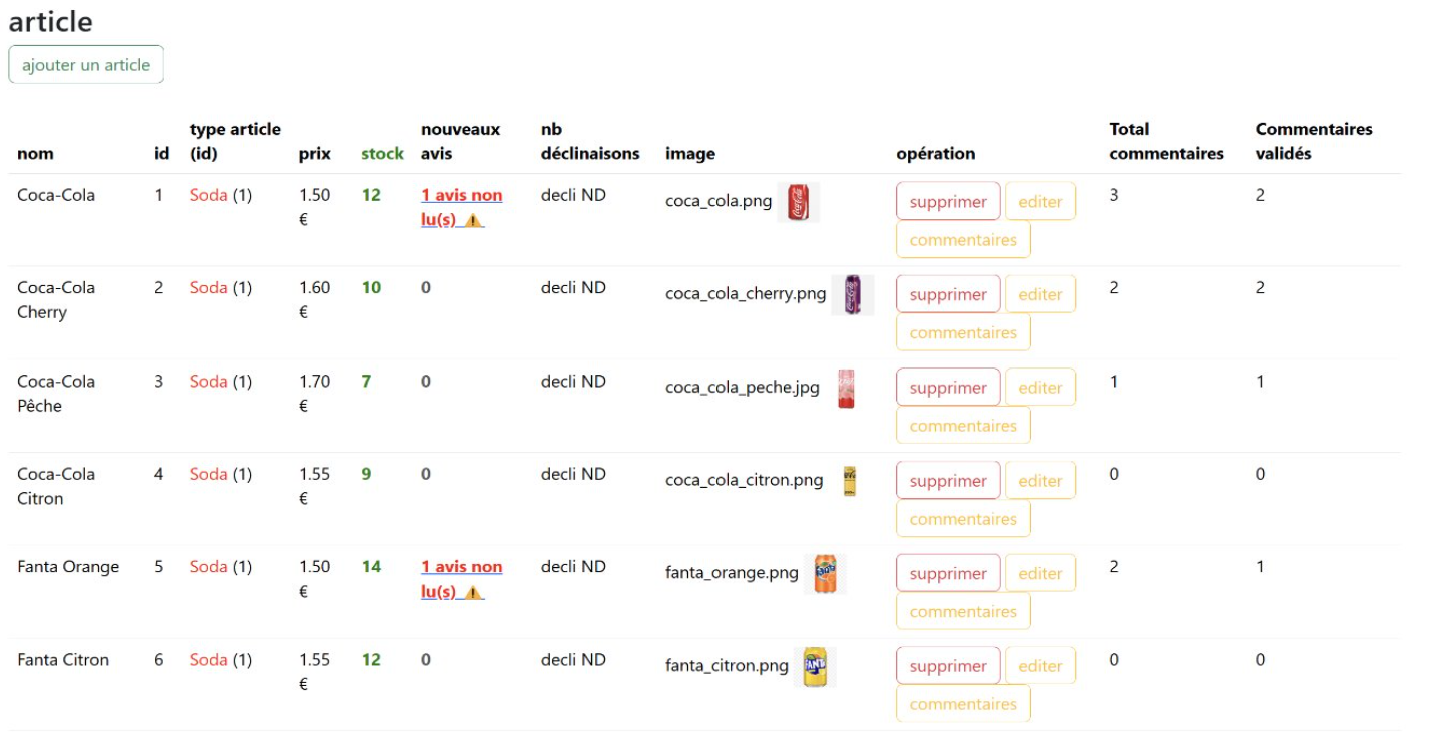 article
ajouter un article
nom id type article (id) prix stock nouveaux avis nb déclinaisons image opération Total commentaires Commentaires validés
Coca-Cola 1 Soda (1) 1.50 € 12 1 avis non lu(s) ⚠ decli ND coca_cola.png supprimer editer commentaires 3 2
Coca-Cola Cherry 2 Soda (1) 1.60 € 10 0 decli ND coca_cola_cherry.png supprimer editer commentaires 2 2
Coca-Cola Pêche 3 Soda (1) 1.70 € 7 0 decli ND coca_cola_peche.jpg supprimer editer commentaires 1 1
Coca-Cola Citron 4 Soda (1) 1.55 € 9 0 decli ND coca_cola_citron.png supprimer editer commentaires 0 0
Fanta Orange 5 Soda (1) 1.50 € 14 1 avis non lu(s) ⚠ decli ND fanta_orange.png supprimer editer commentaires 2 1
Fanta Citron 6 Soda (1) 1.55 € 12 0 decli ND fanta_citron.png supprimer editer commentaires 0 0